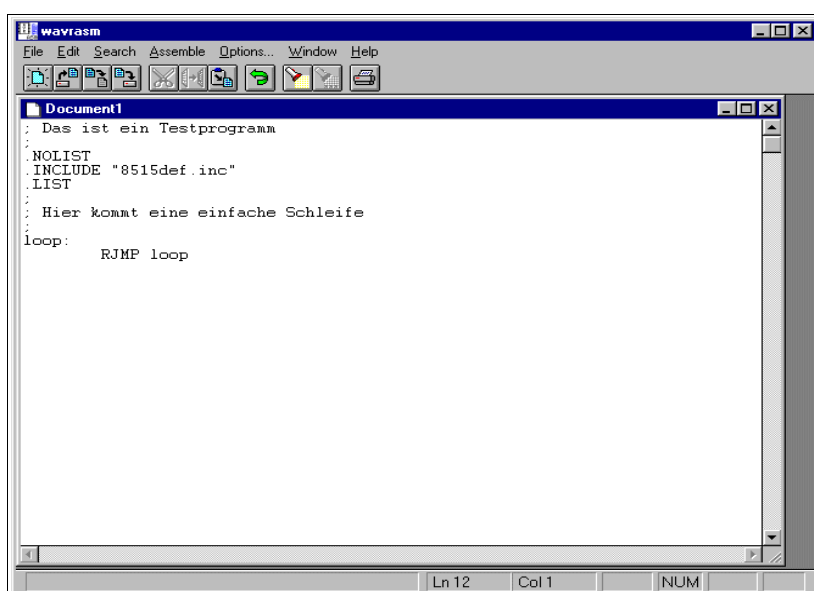 wavrasm
File Edit Search Assemble Options... Window Help
Document1
; Das ist ein Testprogramm
;
.NOLIST
.INCLUDE "8515def.inc"
.LIST
;
; Hier kommt eine einfache Schleife
;
loop:
RJMP loop
Ln 12 Col 1 NUM